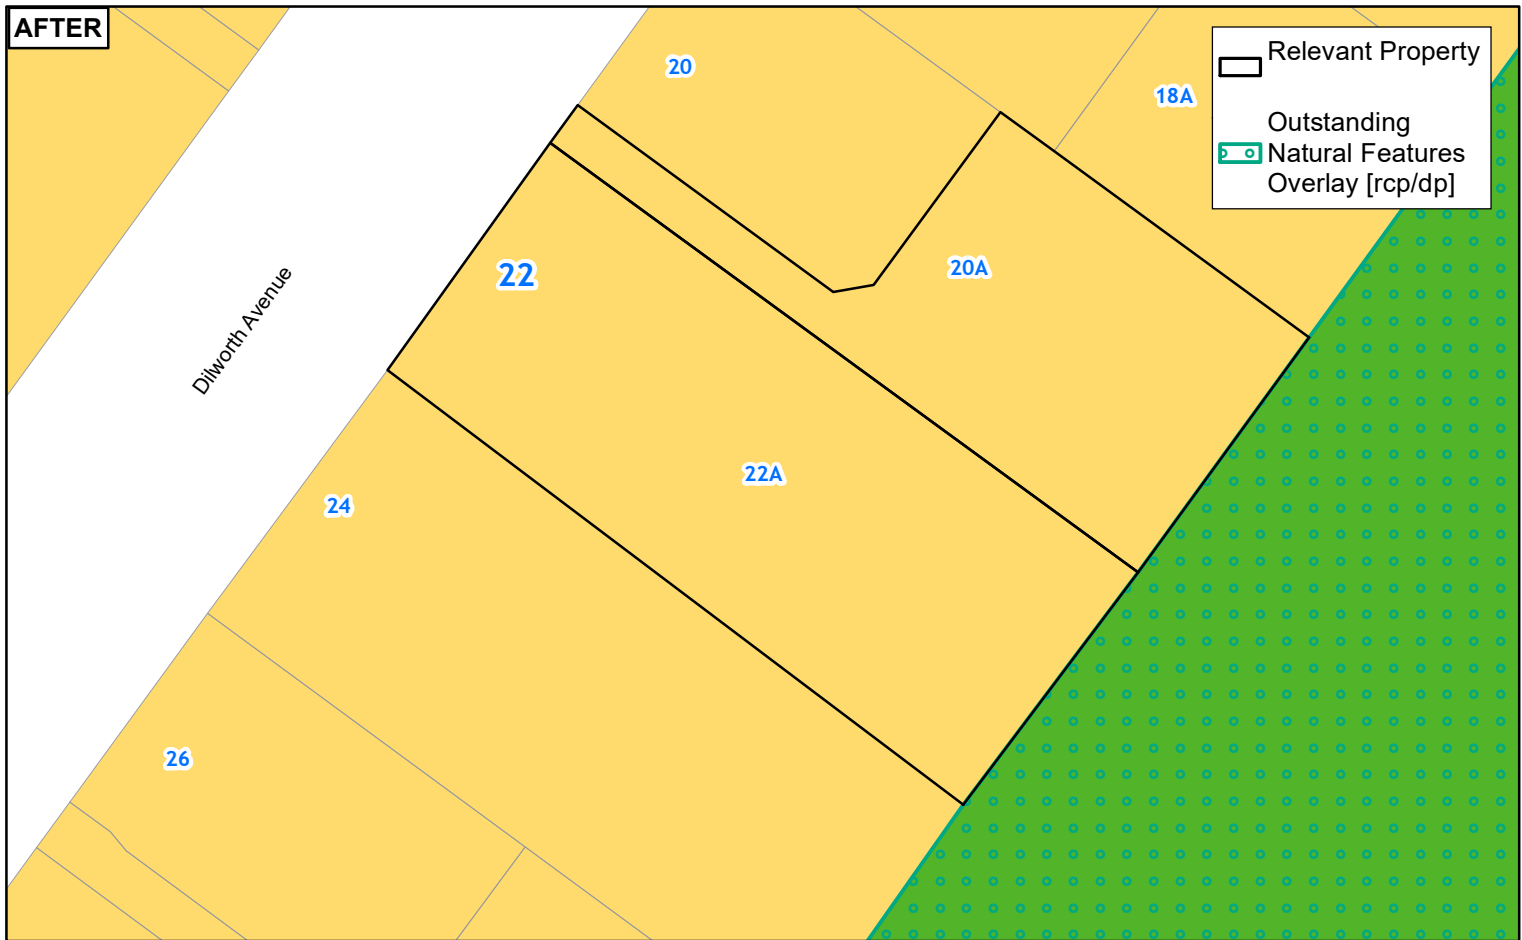 AFTER
20
18A
Relevant Property
Outstanding
Natural Features
Overlay [rcp/dp]
22
20A
Dilworth Avenue
22A
24
26